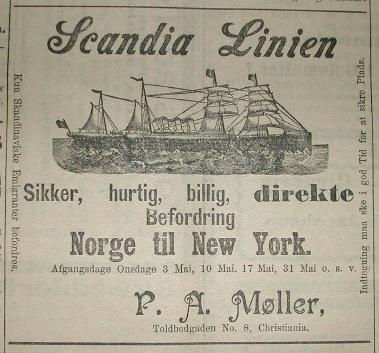 Scandia Linien
Kun Skandinaviske Emigranter befordres.
Sikker, hurtig, billig, direkte
Befordring
Norge til New York.
Afgangsdage Onsdage 3 Mai, 10 Mai. 17 Mai, 31 Mai o. s. v.
P. A. Møller,
Toldbodgaden No. 8, Christiania.
Indtegning maa ske i god Tid for at sikre Plads.